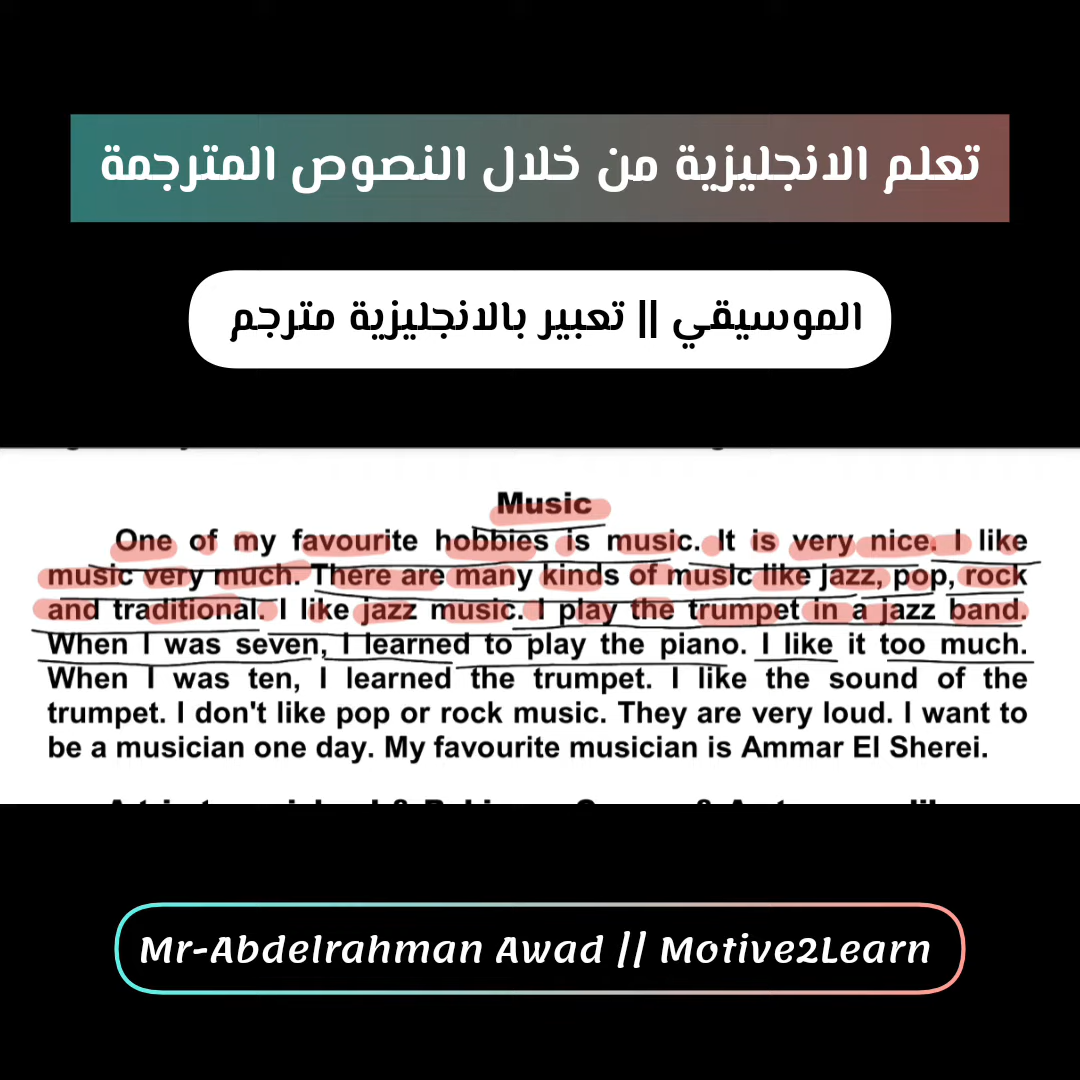 تعلم الانجليزية من خلال النصوص المترجمة
الموسيقي || تعبير بالانجليزية مترجم
Music
One of my favourite hobbies is music. It is very nice. I like
music very much. There are many kinds of music like jazz, pop, rock
and traditional. I like jazz music. I play the trumpet in a jazz band.
When I was seven, I learned to play the piano. I like it too much.
When I was ten, I learned the trumpet. I like the sound of the
trumpet. I don't like pop or rock music. They are very loud. I want to
be a musician one day. My favourite musician is Ammar El Sherei.
Mr-Abdelrahman Awad || Motive2Learn